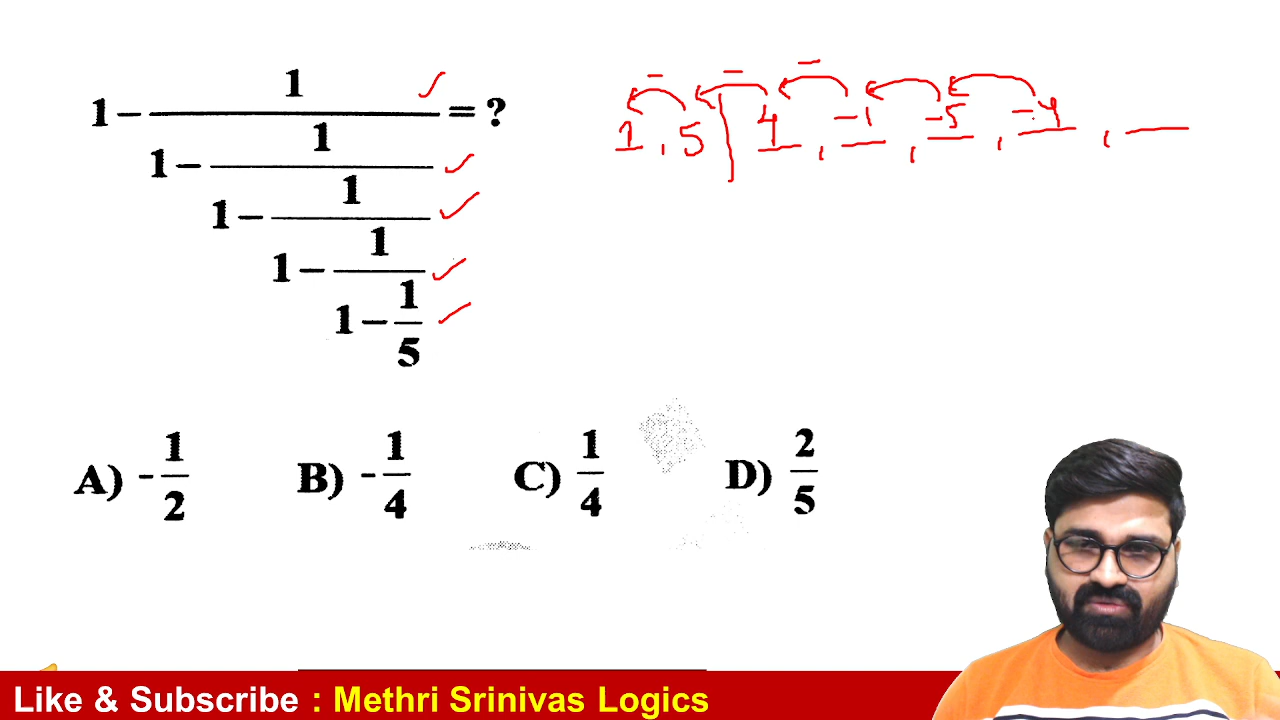 1 - 1 = ?
1 - 1
1 - 1
1 - 1
1 - 1
5
1 , 5 | 4 , -1 , -5 , -4 ,
A) - 1/2 B) - 1/4 C) 1/4 D) 2/5
Like & Subscribe : Methri Srinivas Logics